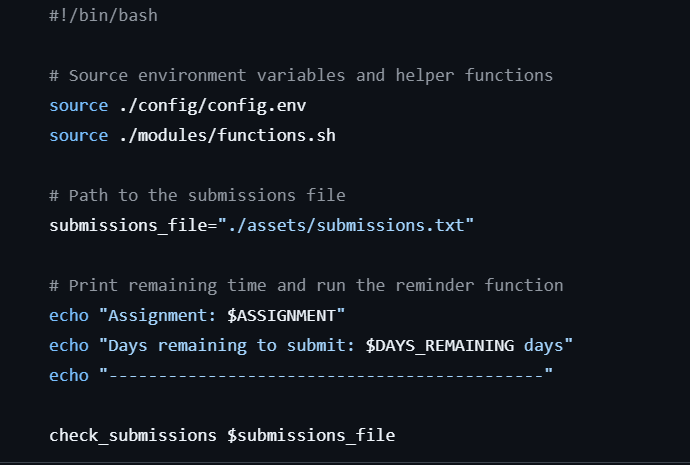 #!/bin/bash
# Source environment variables and helper functions
source ./config/config.env
source ./modules/functions.sh
# Path to the submissions file
submissions_file="./assets/submissions.txt"
# Print remaining time and run the reminder function
echo "Assignment: $ASSIGNMENT"
echo "Days remaining to submit: $DAYS_REMAINING days"
echo "--------------------------------------------"
check_submissions $submissions_file